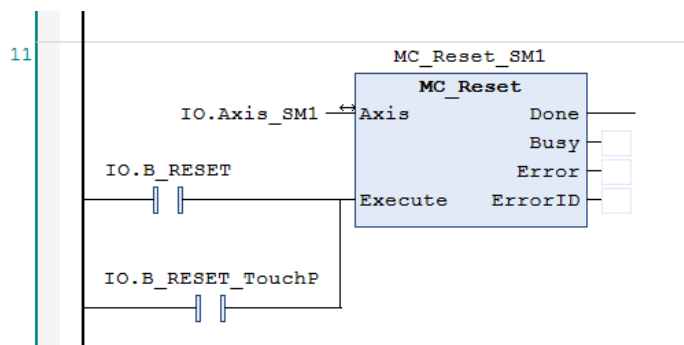 11
MC_Reset_SM1
MC_Reset
IO.Axis_SM1 Axis Done
Busy
IO.B_RESET Error
Execute ErrorID
IO.B_RESET_TouchP